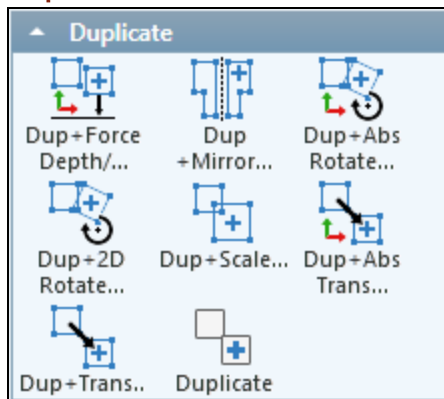 Duplicate
Dup+Force Depth/...
Dup +Mirror...
Dup+Abs Rotate...
Dup+2D Rotate...
Dup+Scale...
Dup+Abs Trans...
Dup+Trans..
Duplicate